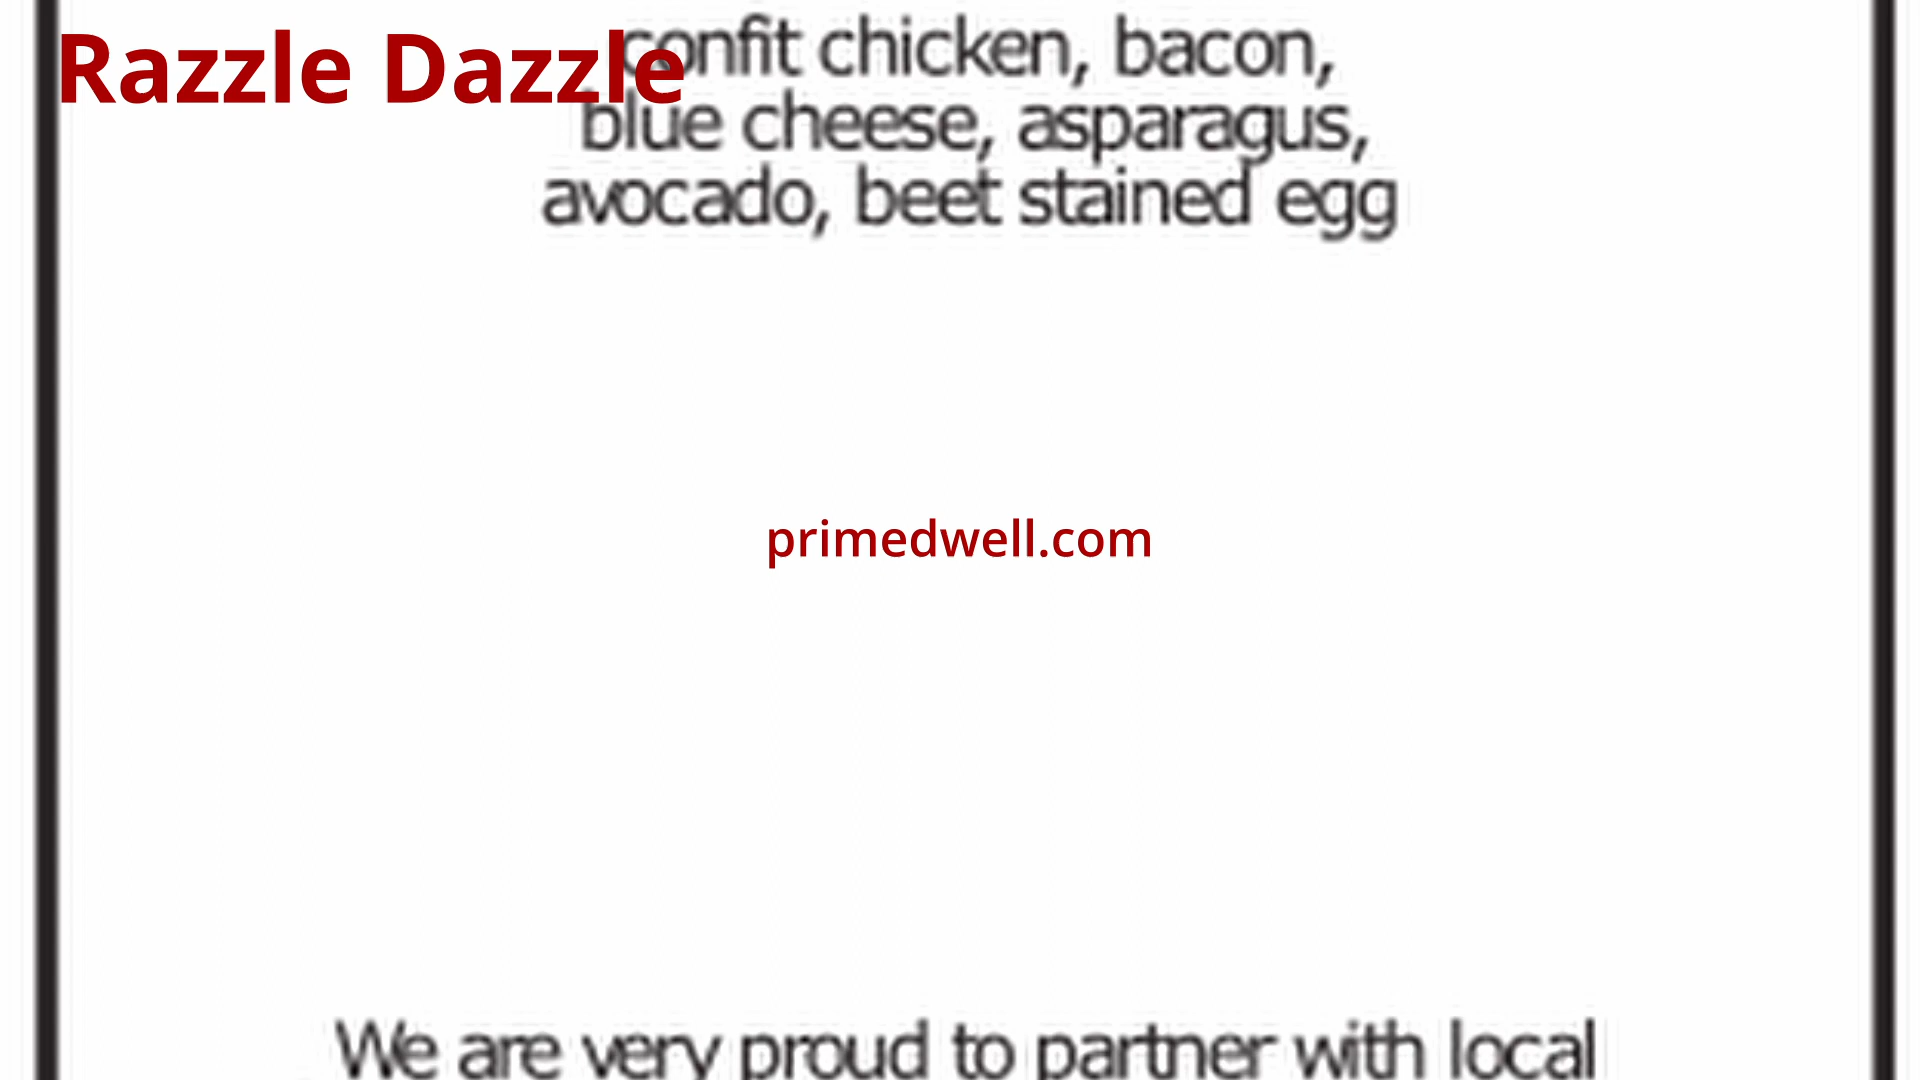 Razzle Dazzle
confit chicken, bacon,
blue cheese, asparagus,
avocado, beet stained egg
primedwell.com
We are very proud to partner with local